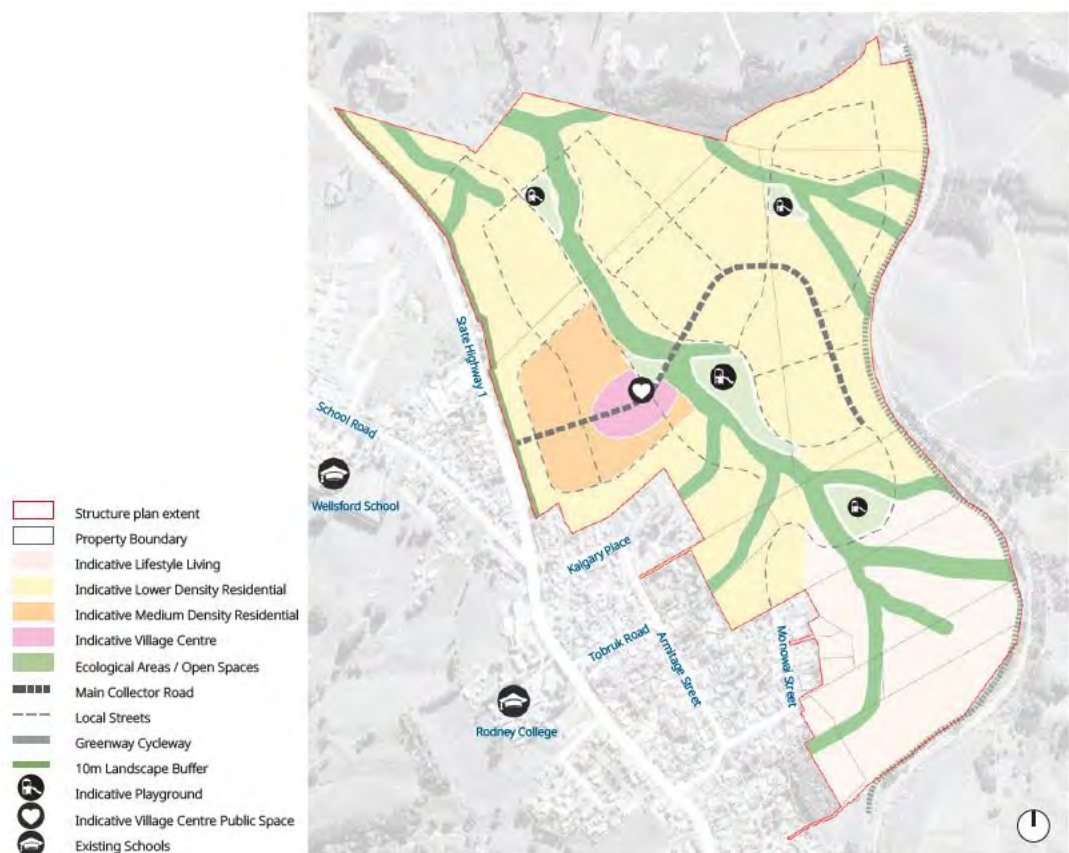 State Highway 1
School Road
Wellsford School
Kalgary Place
Tobruk Road
Armitage Street
Monowai Street
Rodney College
Structure plan extent
Property Boundary
Indicative Lifestyle Living
Indicative Lower Density Residential
Indicative Medium Density Residential
Indicative Village Centre
Ecological Areas / Open Spaces
Main Collector Road
Local Streets
Greenway Cycleway
10m Landscape Buffer
Indicative Playground
Indicative Village Centre Public Space
Existing Schools